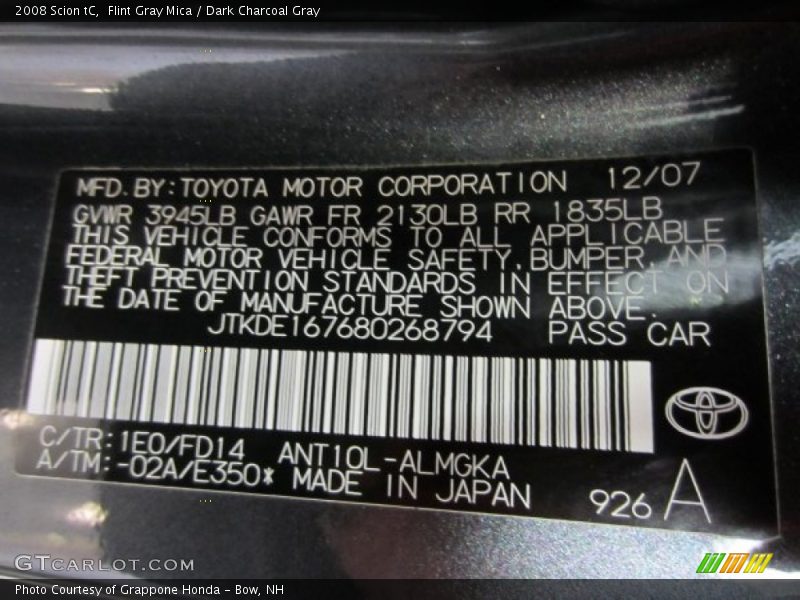 2008 Scion tC,  Flint Gray Mica / Dark Charcoal Gray
MFD. BY: TOYOTA MOTOR CORPORATION 12/07
GVWR 3945LB GAWR FR 2130LB RR 1835LB
THIS VEHICLE CONFORMS TO ALL APPLICABLE
FEDERAL MOTOR VEHICLE SAFETY, BUMPER AND
THEFT PREVENTION STANDARDS IN EFFECT ON
THE DATE OF MANUFACTURE SHOWN ABOVE.
JTKDE167680268794 PASS CAR
C/TR: 1E0/FD14 ANT10L-ALMGKA
A/TM: -02A/E350* MADE IN JAPAN
926 A
GTcarlot.com
Photo Courtesy of Grappone Honda - Bow, NH